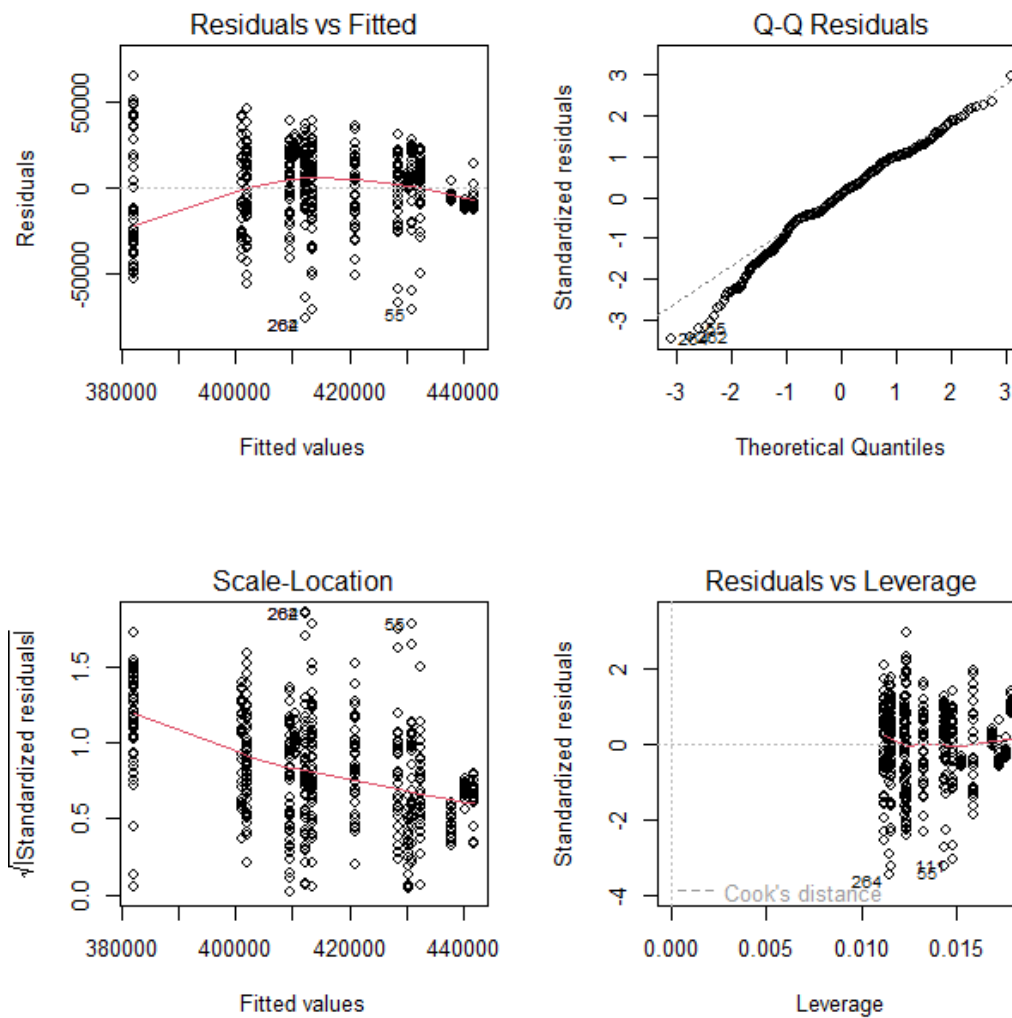 Residuals vs Fitted
Residuals
50000
0
-50000
55
380000 400000 420000 440000
Fitted values
Q-Q Residuals
Standardized residuals
3
2
1
0
-1
-2
-3
-3 -2 -1 0 1 2 3
Theoretical Quantiles
Scale-Location
√|Standardized residuals|
1.5
1.0
0.5
0.0
55
380000 400000 420000 440000
Fitted values
Residuals vs Leverage
Standardized residuals
2
0
-2
-4
264
55
Cook's distance
0.000 0.005 0.010 0.015
Leverage